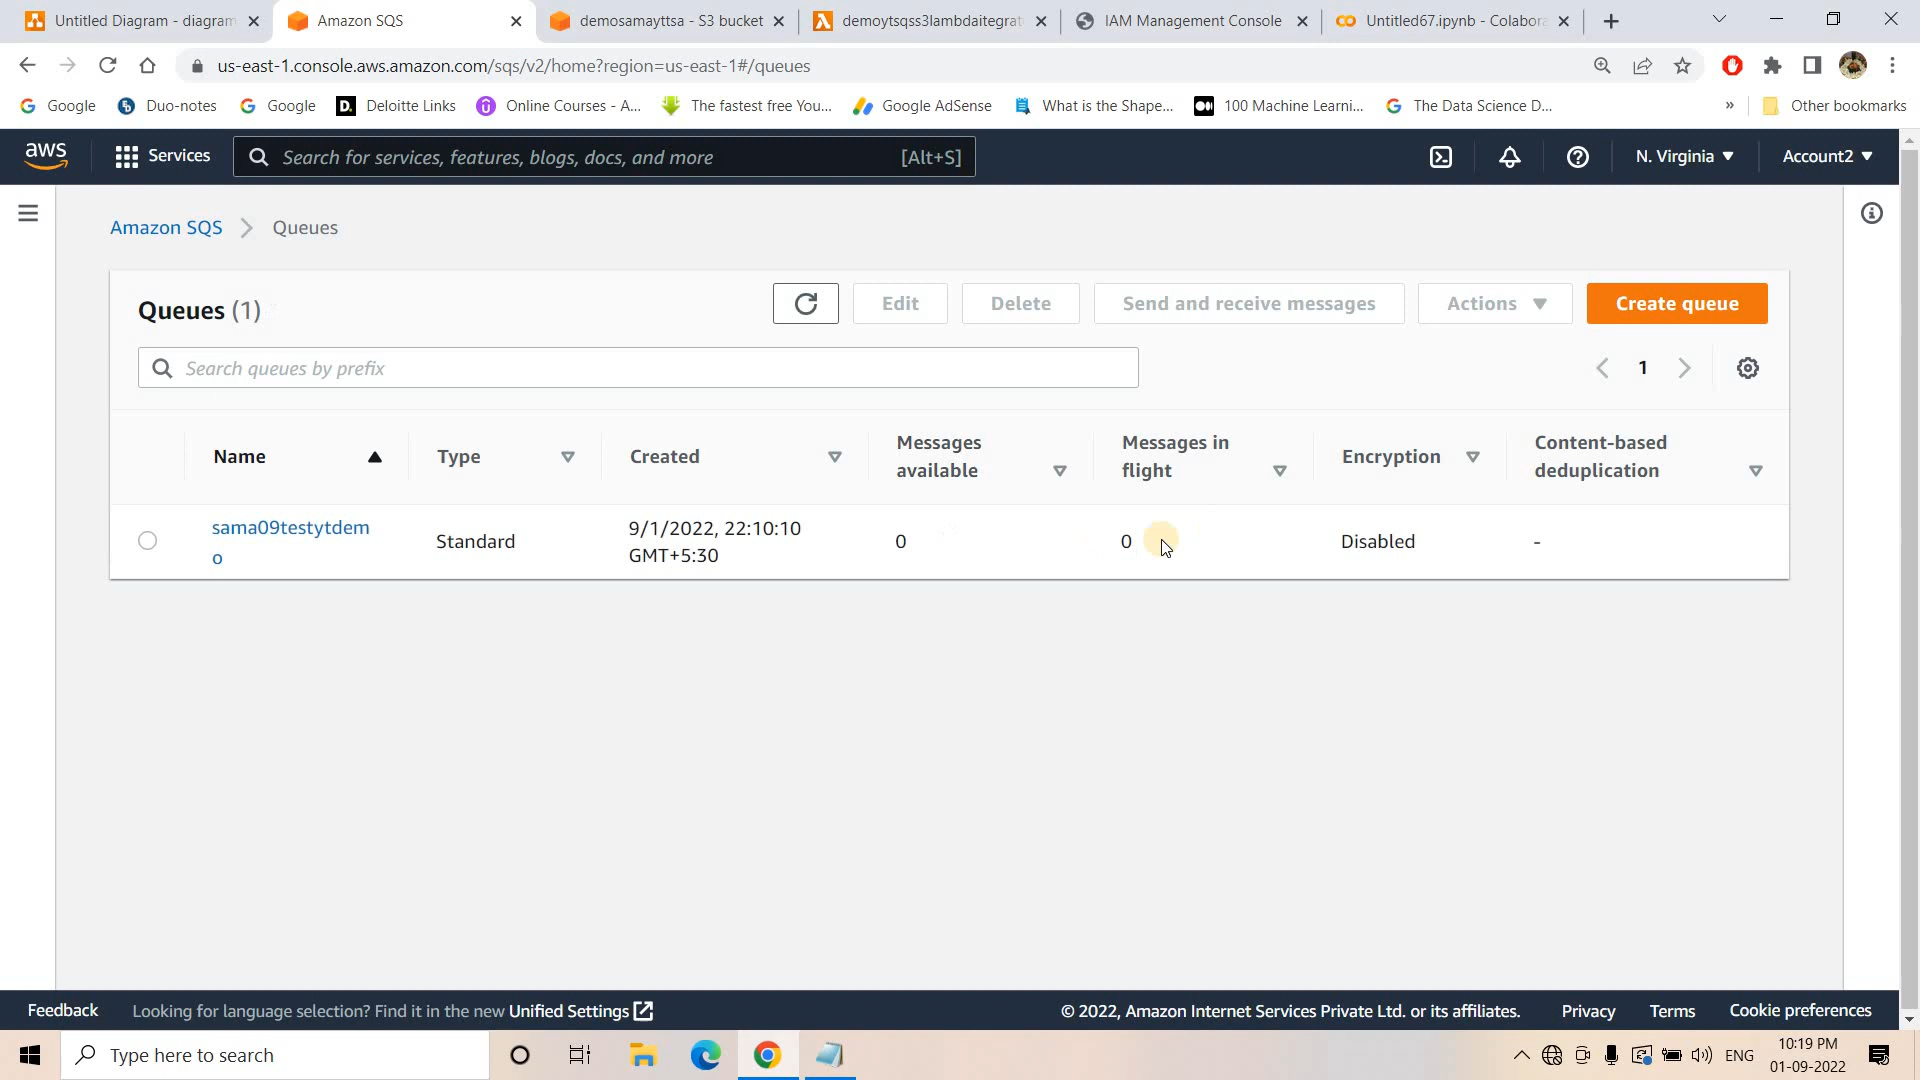 Untitled Diagram - diagram
Amazon SQS
demosamayttsa - S3 bucket
demoytsqss3lambdaitegrat
IAM Management Console
Untitled67.ipynb - Colabora
us-east-1.console.aws.amazon.com/sqs/v2/home?region=us-east-1#/queues
Google
Duo-notes
Google
Deloitte Links
Online Courses - A...
The fastest free You...
Google AdSense
What is the Shape...
100 Machine Learni...
The Data Science D...
»
Other bookmarks
aws
Services
Search for services, features, blogs, docs, and more
[Alt+S]
N. Virginia
Account2
Amazon SQS
Queues
Queues (1)
Edit
Delete
Send and receive messages
Actions
Create queue
Search queues by prefix
1
Name
Type
Created
Messages
available
Messages in
flight
Encryption
Content-based
deduplication
sama09testytdem
o
Standard
9/1/2022, 22:10:10
GMT+5:30
0
0
Disabled
-
Feedback
Looking for language selection? Find it in the new Unified Settings
© 2022, Amazon Internet Services Private Ltd. or its affiliates.
Privacy
Terms
Cookie preferences
Type here to search
ENG
10:19 PM
01-09-2022